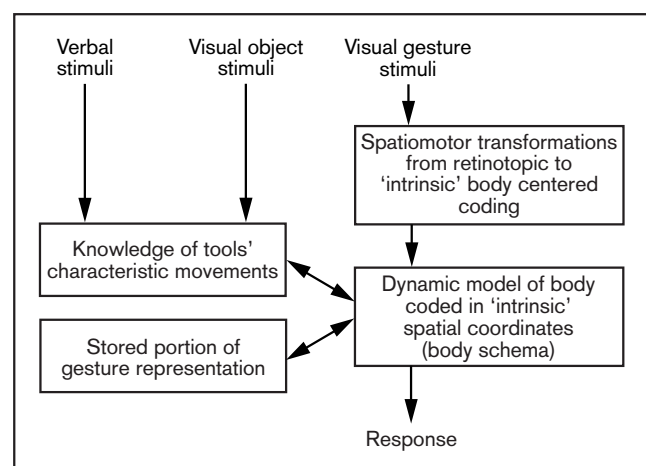 Verbal
stimuli
Visual object
stimuli
Visual gesture
stimuli
Spatiomotor transformations
from retinotopic to
‘intrinsic’ body centered
coding
Knowledge of tools’
characteristic movements
Dynamic model of body
coded in ‘intrinsic’
spatial coordinates
(body schema)
Stored portion of
gesture representation
Response